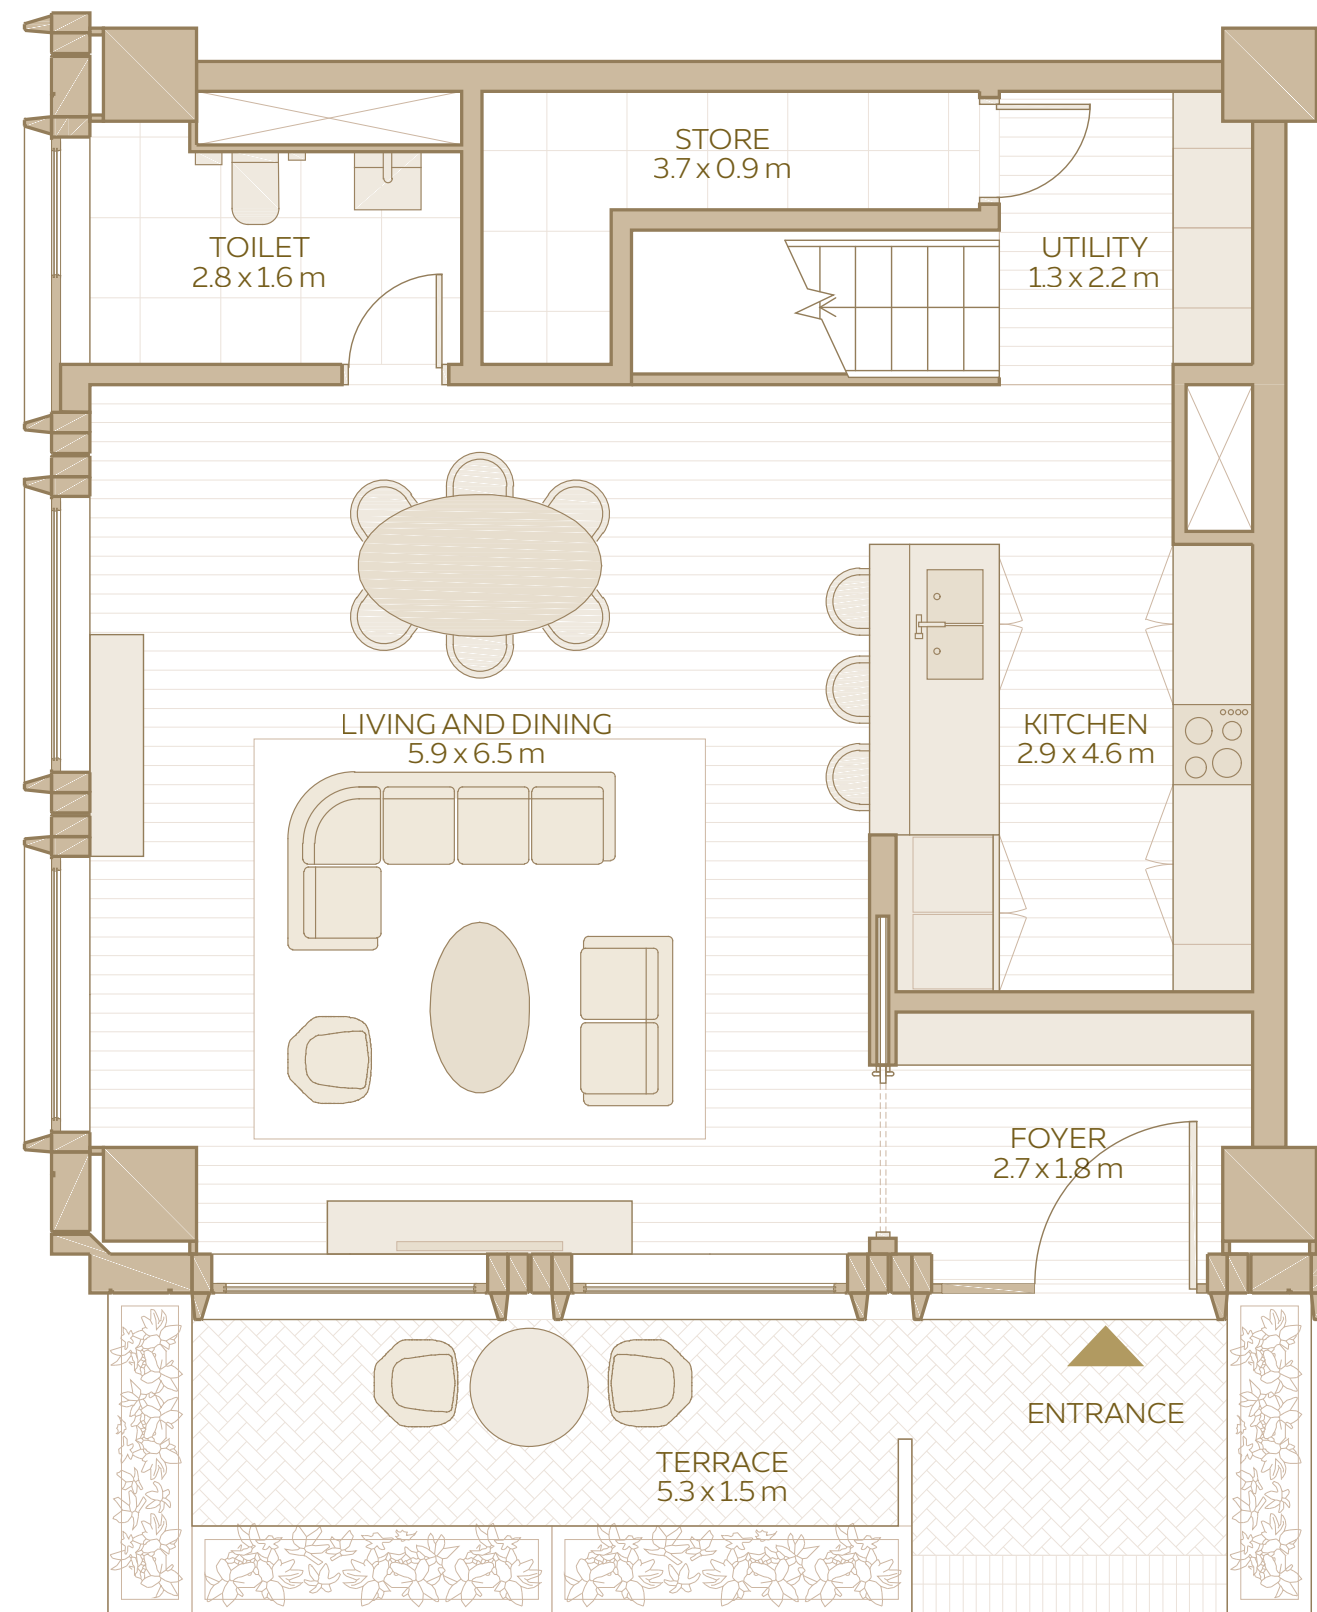 STORE
3.7 x 0.9 m
TOILET
2.8 x 1.6 m
UTILITY
1.3 x 2.2 m
LIVING AND DINING
5.9 x 6.5 m
KITCHEN
2.9 x 4.6 m
FOYER
2.7 x 1.8 m
ENTRANCE
TERRACE
5.3 x 1.5 m